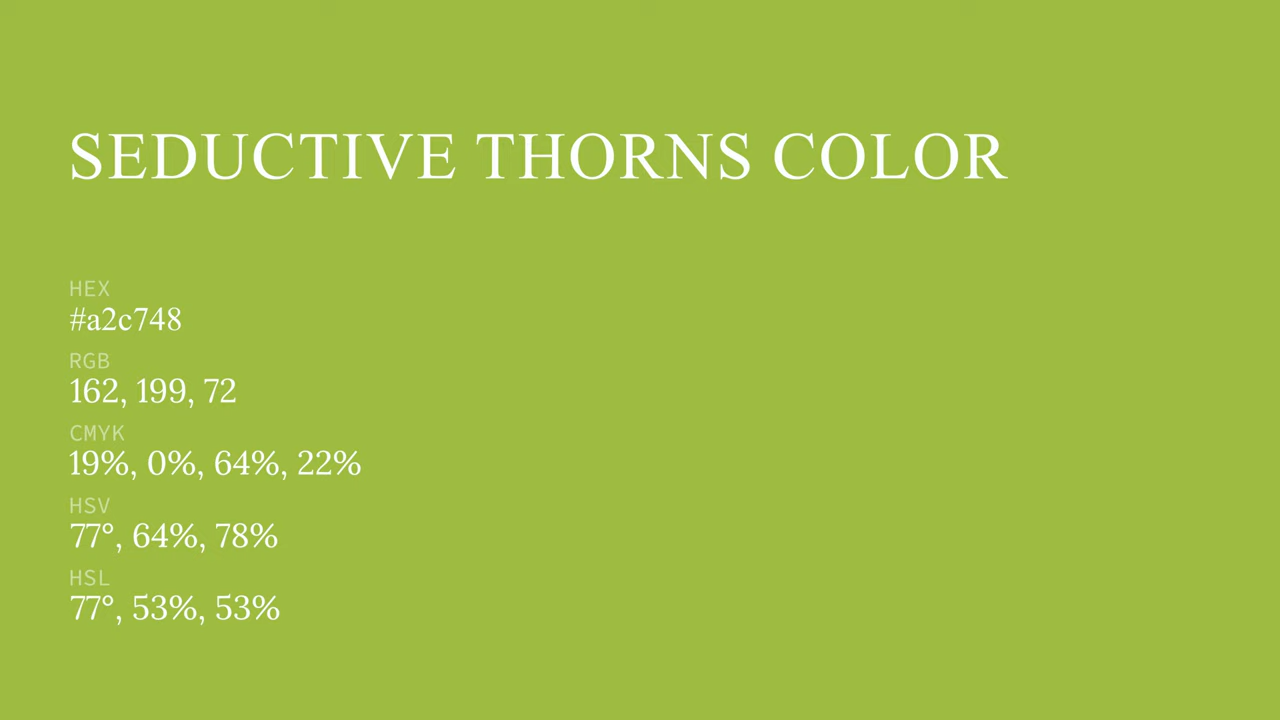 SEDUCTIVE THORNS COLOR
HEX
#a2c748
RGB
162, 199, 72
CMYK
19%, 0%, 64%, 22%
HSV
77°, 64%, 78%
HSL
77°, 53%, 53%